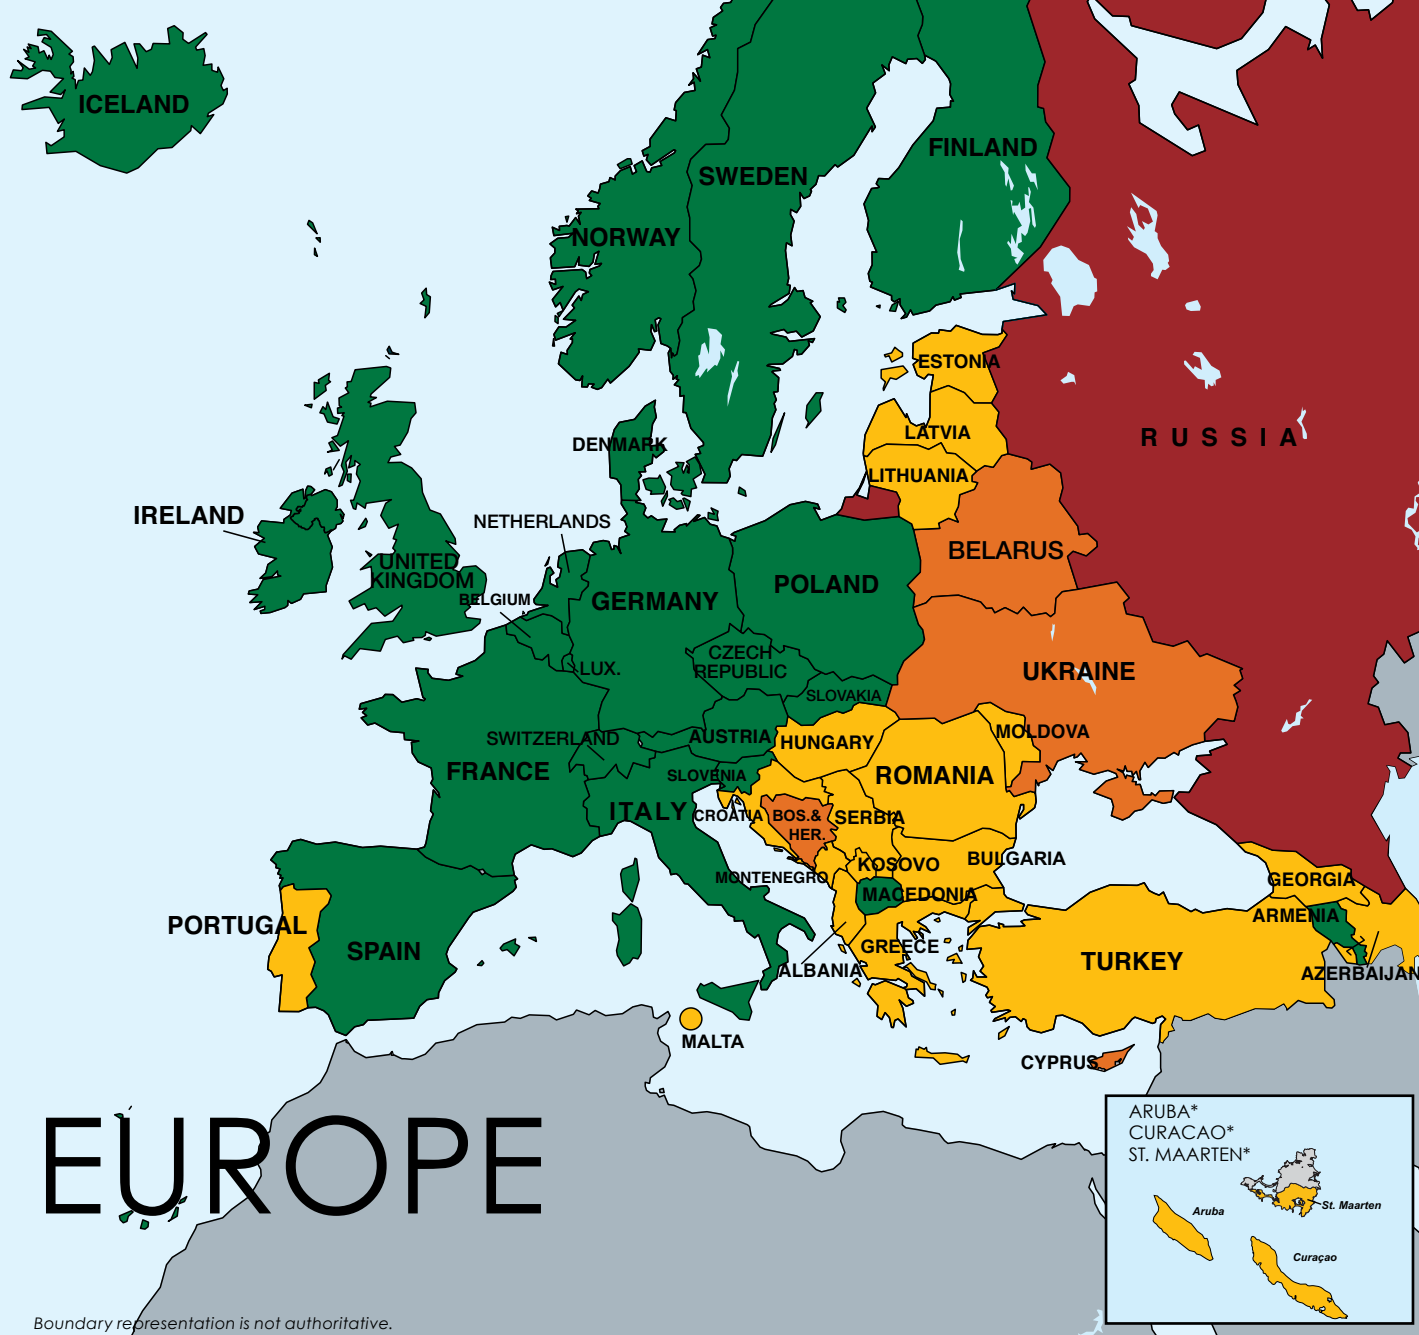 ICELAND
FINLAND
SWEDEN
NORWAY
ESTONIA
LATVIA
RUSSIA
DENMARK
LITHUANIA
IRELAND
NETHERLANDS
BELARUS
UNITED
KINGDOM
POLAND
BELGIUM
GERMANY
CZECH
REPUBLIC
LUX.
UKRAINE
SLOVAKIA
MOLDOVA
SWITZERLAND
AUSTRIA
HUNGARY
FRANCE
SLOVENIA
ROMANIA
ITALY
CROATIA
BOS.&
HER.
SERBIA
KOSOVO
BULGARIA
MONTENEGRO
GEORGIA
MACEDONIA
ARMENIA
PORTUGAL
SPAIN
GREECE
TURKEY
ALBANIA
AZERBAIJAN
MALTA
CYPRUS
EUROPE
ARUBA*
CURACAO*
ST. MAARTEN*
St. Maarten
Aruba
Curaçao
Boundary representation is not authoritative.